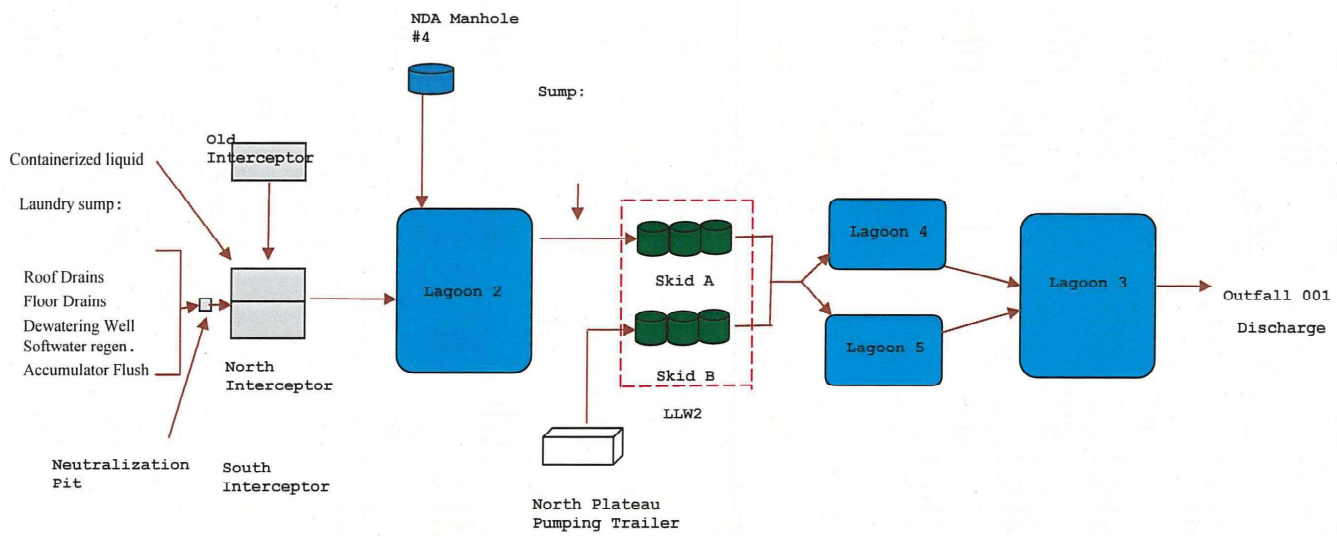 NDA Manhole
#4
Sump:
Old
Interceptor
Containerized liquid
Laundry sump:
Roof Drains
Floor Drains
Dewatering Well
Softwater regen.
Accumulator Flush
Neutralization
Pit
North
Interceptor
South
Interceptor
Lagoon 2
Skid A
Skid B
LLW2
North Plateau
Pumping Trailer
Lagoon 4
Lagoon 5
Lagoon 3
Outfall 001
Discharge